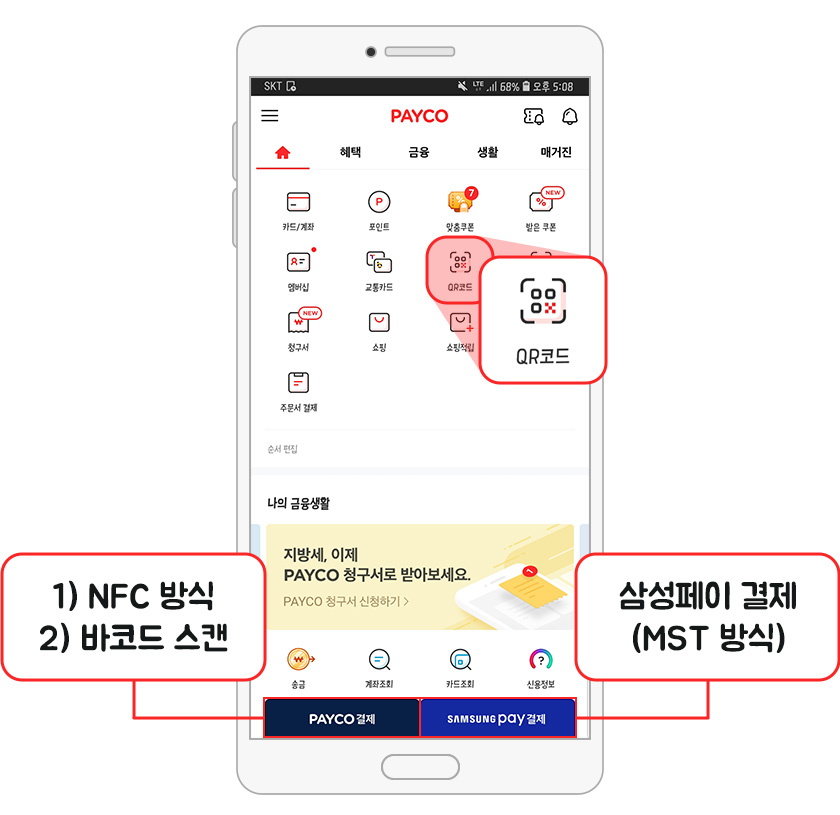 SKT LTE 68% 오후 5:08
PAYCO
혜택 금융 생활 매거진
7 NEW
카드/계좌 포인트 맞춤쿠폰 받은 쿠폰
멤버십 교통카드 QR코드
QR코드
NEW
청구서 쇼핑 쇼핑적립
주문서 결제
순서 편집
나의 금융생활
지방세, 이제
PAYCO 청구서로 받아보세요.
PAYCO 청구서 신청하기 >
1) NFC 방식
2) 바코드 스캔
삼성페이 결제
(MST 방식)
송금 계좌조회 카드조회 신용정보
PAYCO 결제 SAMSUNG pay 결제